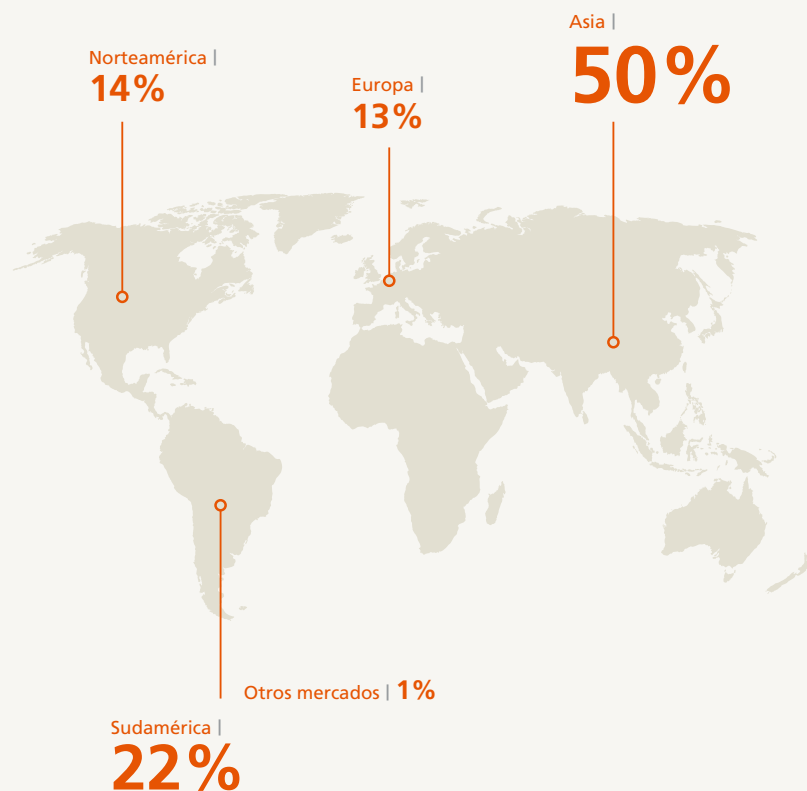 Asia |
50%
Norteamérica |
14%
Europa |
13%
Otros mercados | 1%
Sudamérica |
22%